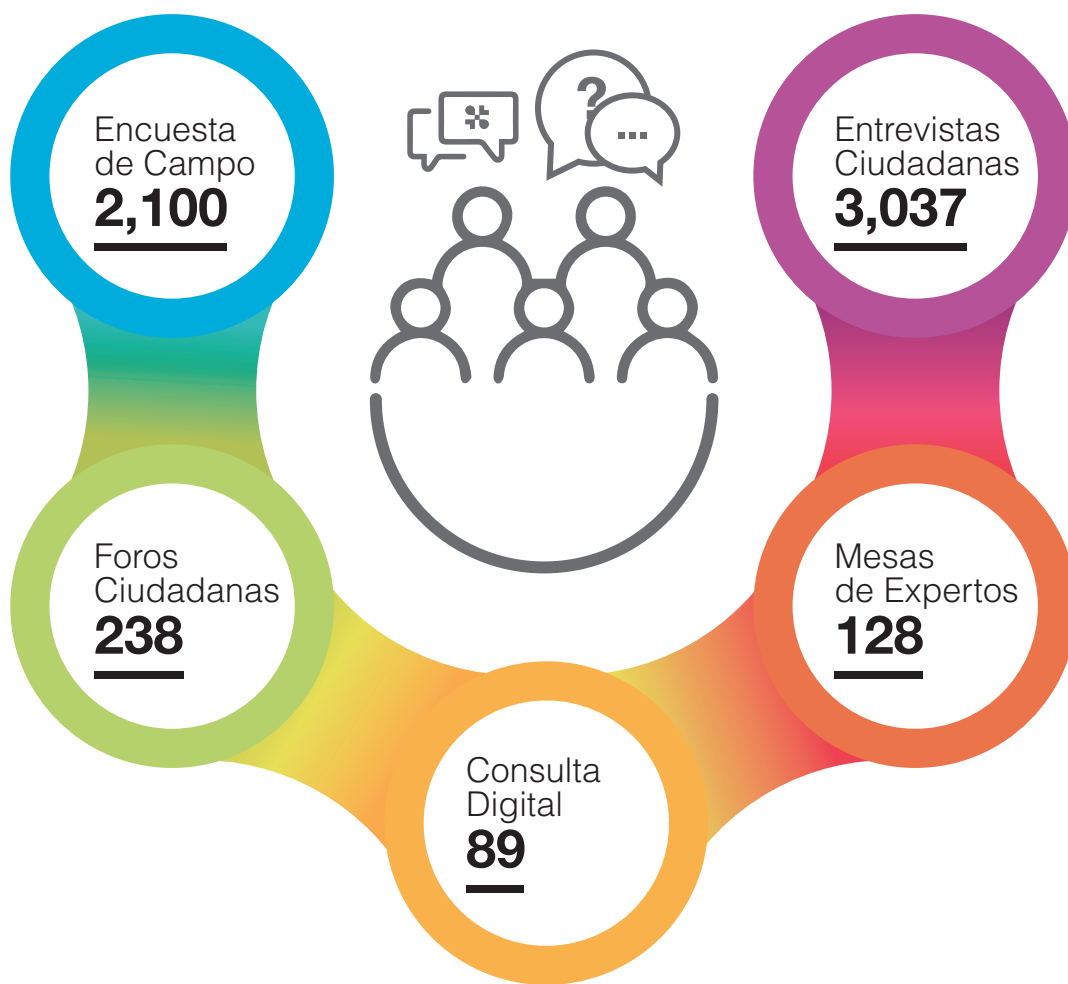 Encuesta
de Campo
2,100
Foros
Ciudadanas
238
Consulta
Digital
89
Mesas
de Expertos
128
Entrevistas
Ciudadanas
3,037
?
...